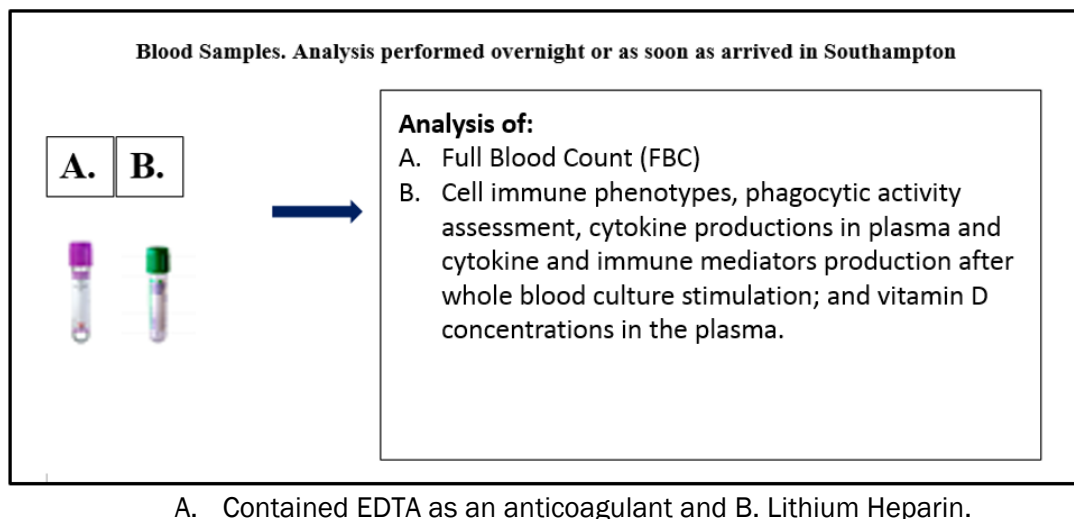 Blood Samples. Analysis performed overnight or as soon as arrived in Southampton
A.
B.
Analysis of:
A. Full Blood Count (FBC)
B. Cell immune phenotypes, phagocytic activity
assessment, cytokine productions in plasma and
cytokine and immune mediators production after
whole blood culture stimulation; and vitamin D
concentrations in the plasma.
A. Contained EDTA as an anticoagulant and B. Lithium Heparin.